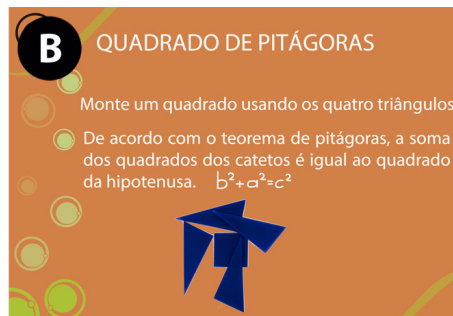 B
QUADRADO DE PITÁGORAS
Monte um quadrado usando os quatro triângulos
De acordo com o teorema de pitágoras, a soma
dos quadrados dos catetos é igual ao quadrado
da hipotenusa. b²+a²=c²